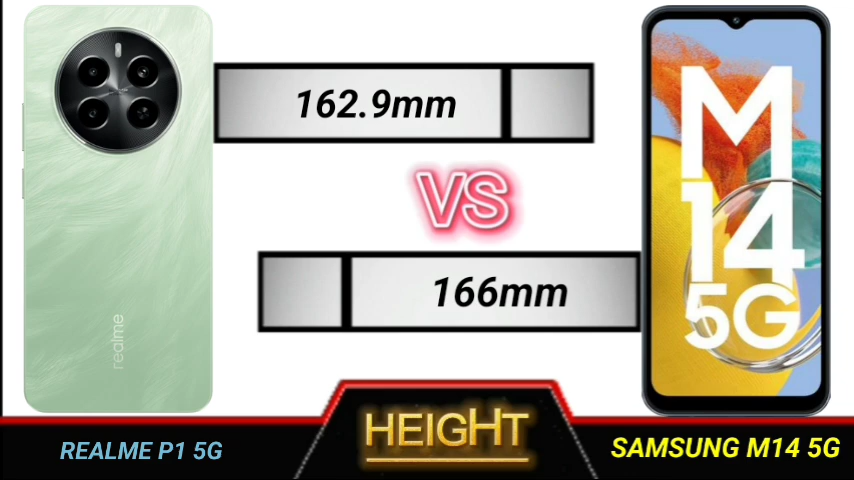 162.9mm
VS
166mm
realme
M
14
5G
HEIGHT
REALME P1 5G
SAMSUNG M14 5G